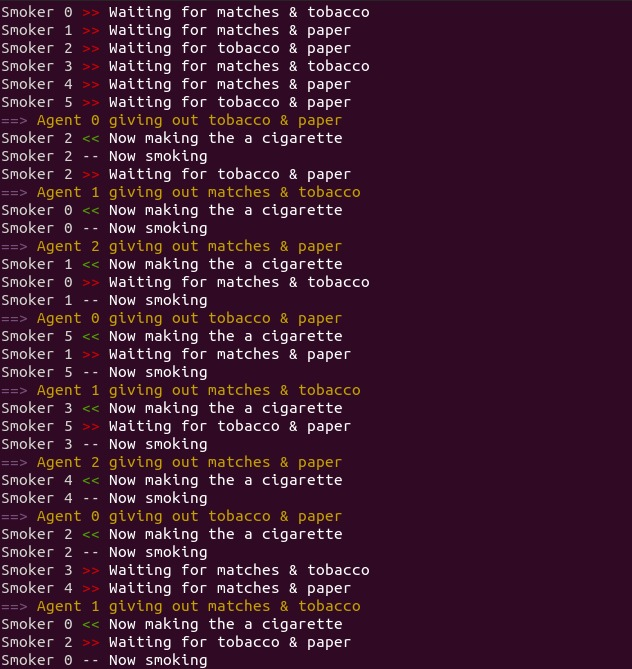 Smoker 0 >> Waiting for matches & tobacco
Smoker 1 >> Waiting for matches & paper
Smoker 2 >> Waiting for tobacco & paper
Smoker 3 >> Waiting for matches & tobacco
Smoker 4 >> Waiting for matches & paper
Smoker 5 >> Waiting for tobacco & paper
==> Agent 0 giving out tobacco & paper
Smoker 2 << Now making the a cigarette
Smoker 2 -- Now smoking
Smoker 2 >> Waiting for tobacco & paper
==> Agent 1 giving out matches & tobacco
Smoker 0 << Now making the a cigarette
Smoker 0 -- Now smoking
==> Agent 2 giving out matches & paper
Smoker 1 << Now making the a cigarette
Smoker 0 >> Waiting for matches & tobacco
Smoker 1 -- Now smoking
==> Agent 0 giving out tobacco & paper
Smoker 5 << Now making the a cigarette
Smoker 1 >> Waiting for matches & paper
Smoker 5 -- Now smoking
==> Agent 1 giving out matches & tobacco
Smoker 3 << Now making the a cigarette
Smoker 5 >> Waiting for tobacco & paper
Smoker 3 -- Now smoking
==> Agent 2 giving out matches & paper
Smoker 4 << Now making the a cigarette
Smoker 4 -- Now smoking
==> Agent 0 giving out tobacco & paper
Smoker 2 << Now making the a cigarette
Smoker 2 -- Now smoking
Smoker 3 >> Waiting for matches & tobacco
Smoker 4 >> Waiting for matches & paper
==> Agent 1 giving out matches & tobacco
Smoker 0 << Now making the a cigarette
Smoker 2 >> Waiting for tobacco & paper
Smoker 0 -- Now smoking